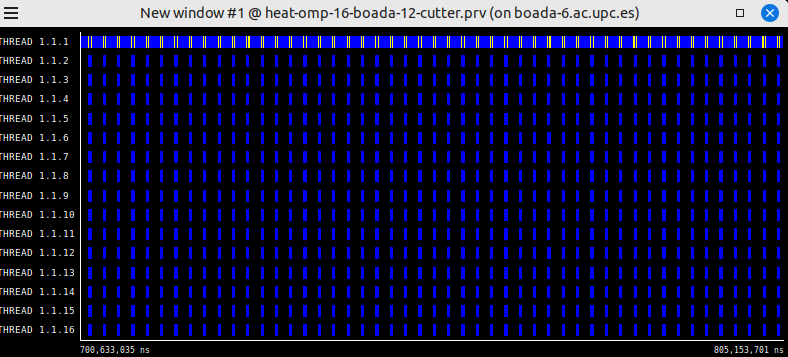 New window #1 @ heat-omp-16-boada-12-cutter.prv (on boada-6.ac.upc.es)
THREAD 1.1.1
THREAD 1.1.2
THREAD 1.1.3
THREAD 1.1.4
THREAD 1.1.5
THREAD 1.1.6
THREAD 1.1.7
THREAD 1.1.8
THREAD 1.1.9
THREAD 1.1.10
THREAD 1.1.11
THREAD 1.1.12
THREAD 1.1.13
THREAD 1.1.14
THREAD 1.1.15
THREAD 1.1.16
700,633,035 ns
805,153,701 ns